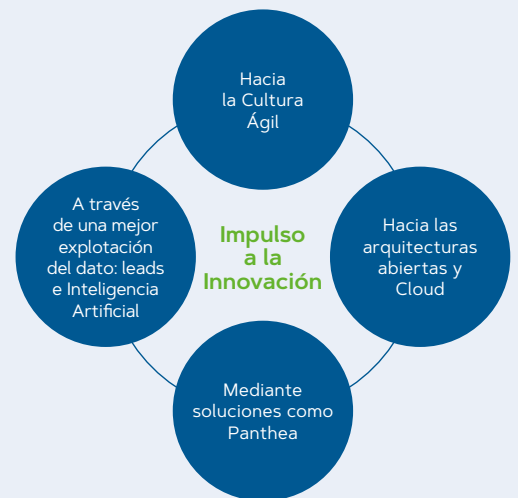 Hacia
la Cultura
Ágil
A través
de una mejor
explotación
del dato: leads
e Inteligencia
Artificial
Impulso
a la
Innovación
Hacia las
arquitecturas
abiertas y
Cloud
Mediante
soluciones como
Panthea